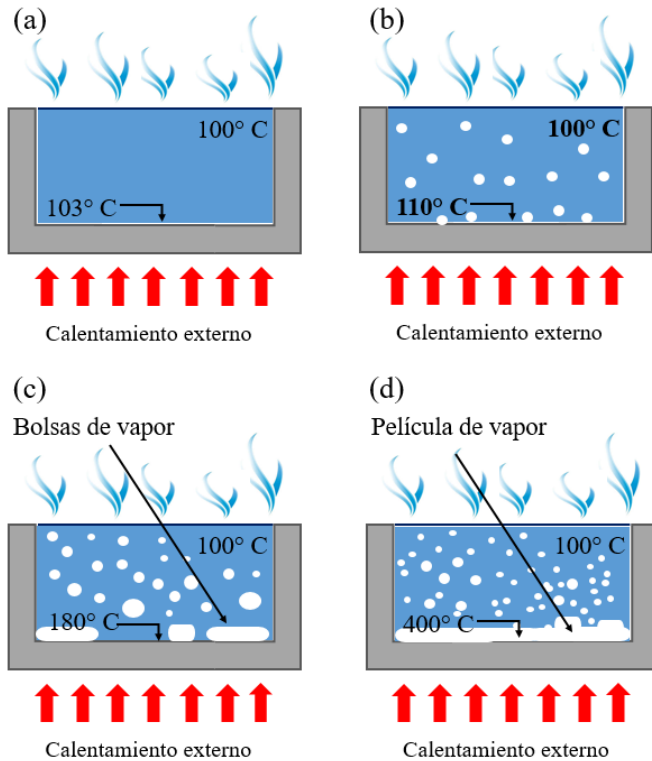 (a)
100° C
103° C
Calentamiento externo
(b)
100° C
110° C
Calentamiento externo
(c)
Bolsas de vapor
100° C
180° C
Calentamiento externo
(d)
Película de vapor
100° C
400° C
Calentamiento externo